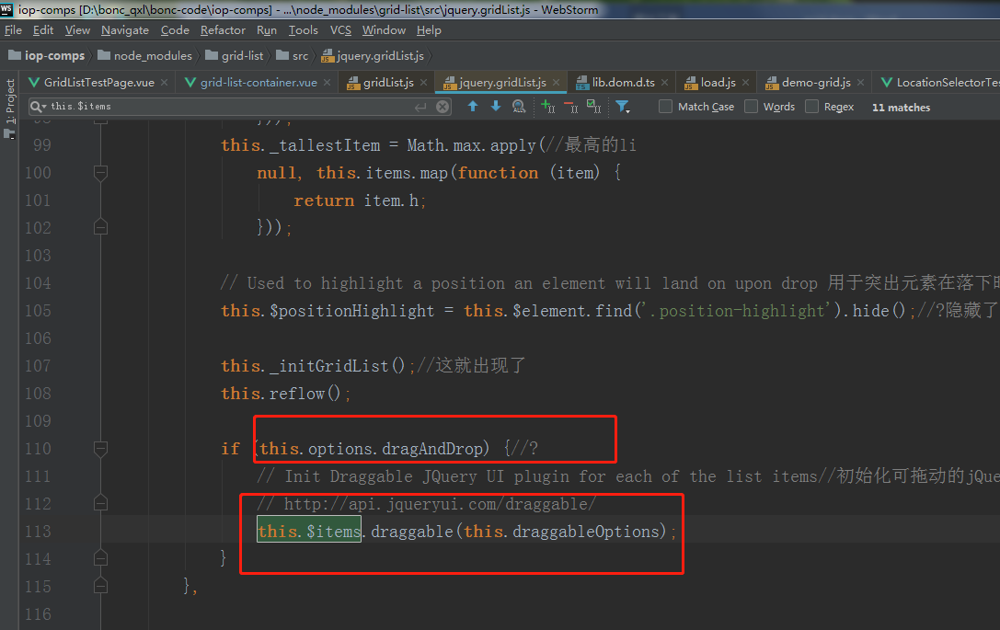 iop-comps [D:\bonc_qxl\bonc-code\iop-comps] - ...\node_modules\grid-list\src\jquery.gridList.js - WebStorm
File Edit View Navigate Code Refactor Run Tools VCS Window Help
iop-comps node_modules grid-list src jquery.gridList.js
GridListTestPage.vue grid-list-container.vue gridList.js jquery.gridList.js lib.dom.d.ts load.js demo-grid.js LocationSelectorTes
1: Project
this.$items Match Case Words Regex 11 matches
98 }));
99 this._tallestItem = Math.max.apply(//最高的li
100 null, this.items.map(function (item) {
101 return item.h;
102 }));
103
104 // Used to highlight a position an element will land on upon drop 用于突出元素在落下时
105 this.$positionHighlight = this.$element.find('.position-highlight').hide();//?隐藏了
106
107 this._initGridList();//这就出现了
108 this.reflow();
109
110 if (this.options.dragAndDrop) {//?
111 // Init Draggable JQuery UI plugin for each of the list items//初始化可拖动的jQue
112 // http://api.jqueryui.com/draggable/
113 this.$items.draggable(this.draggableOptions);
114 }
115 },
116